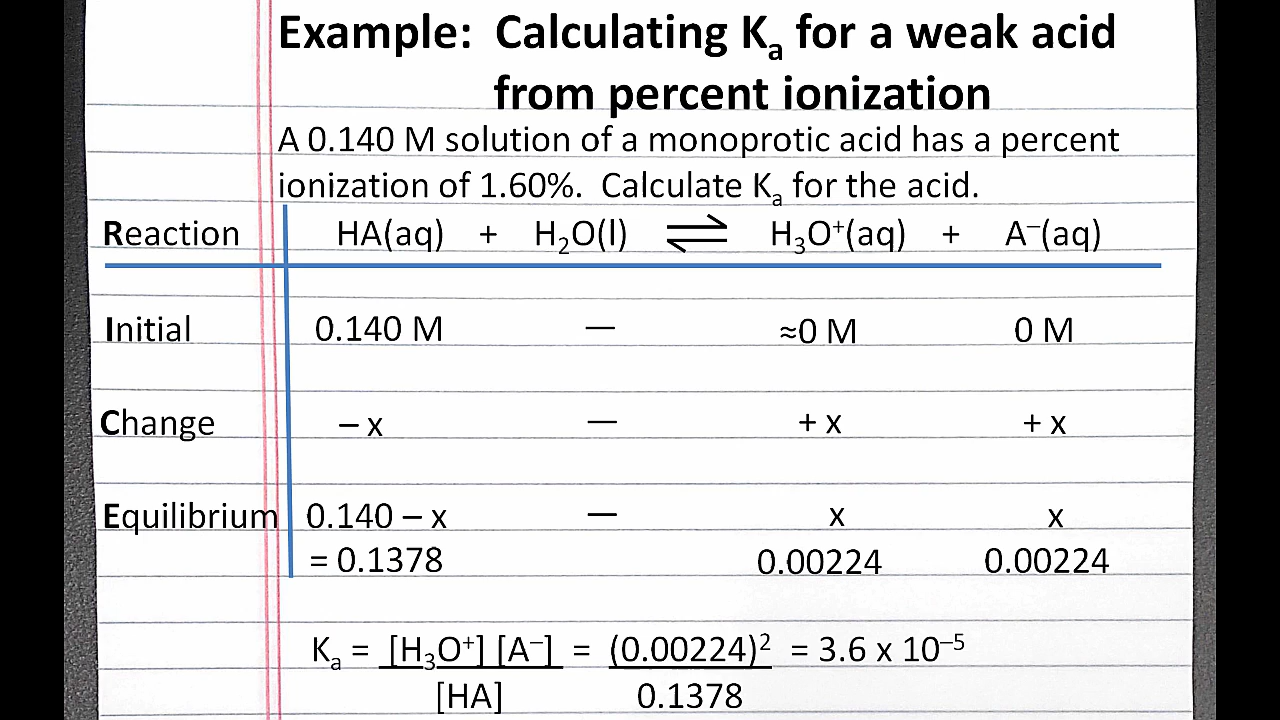 Example: Calculating Kₐ for a weak acid
from percent ionization
A 0.140 M solution of a monoprotic acid has a percent
ionization of 1.60%. Calculate Kₐ for the acid.
Reaction HA(aq) + H₂O(l) ⇌ H₃O⁺(aq) + A⁻(aq)
Initial 0.140 M — ≈0 M 0 M
Change – x — + x + x
Equilibrium 0.140 – x — x x
= 0.1378 0.00224 0.00224
Kₐ = [H₃O⁺] [A⁻] = (0.00224)² = 3.6 x 10⁻⁵
[HA] 0.1378